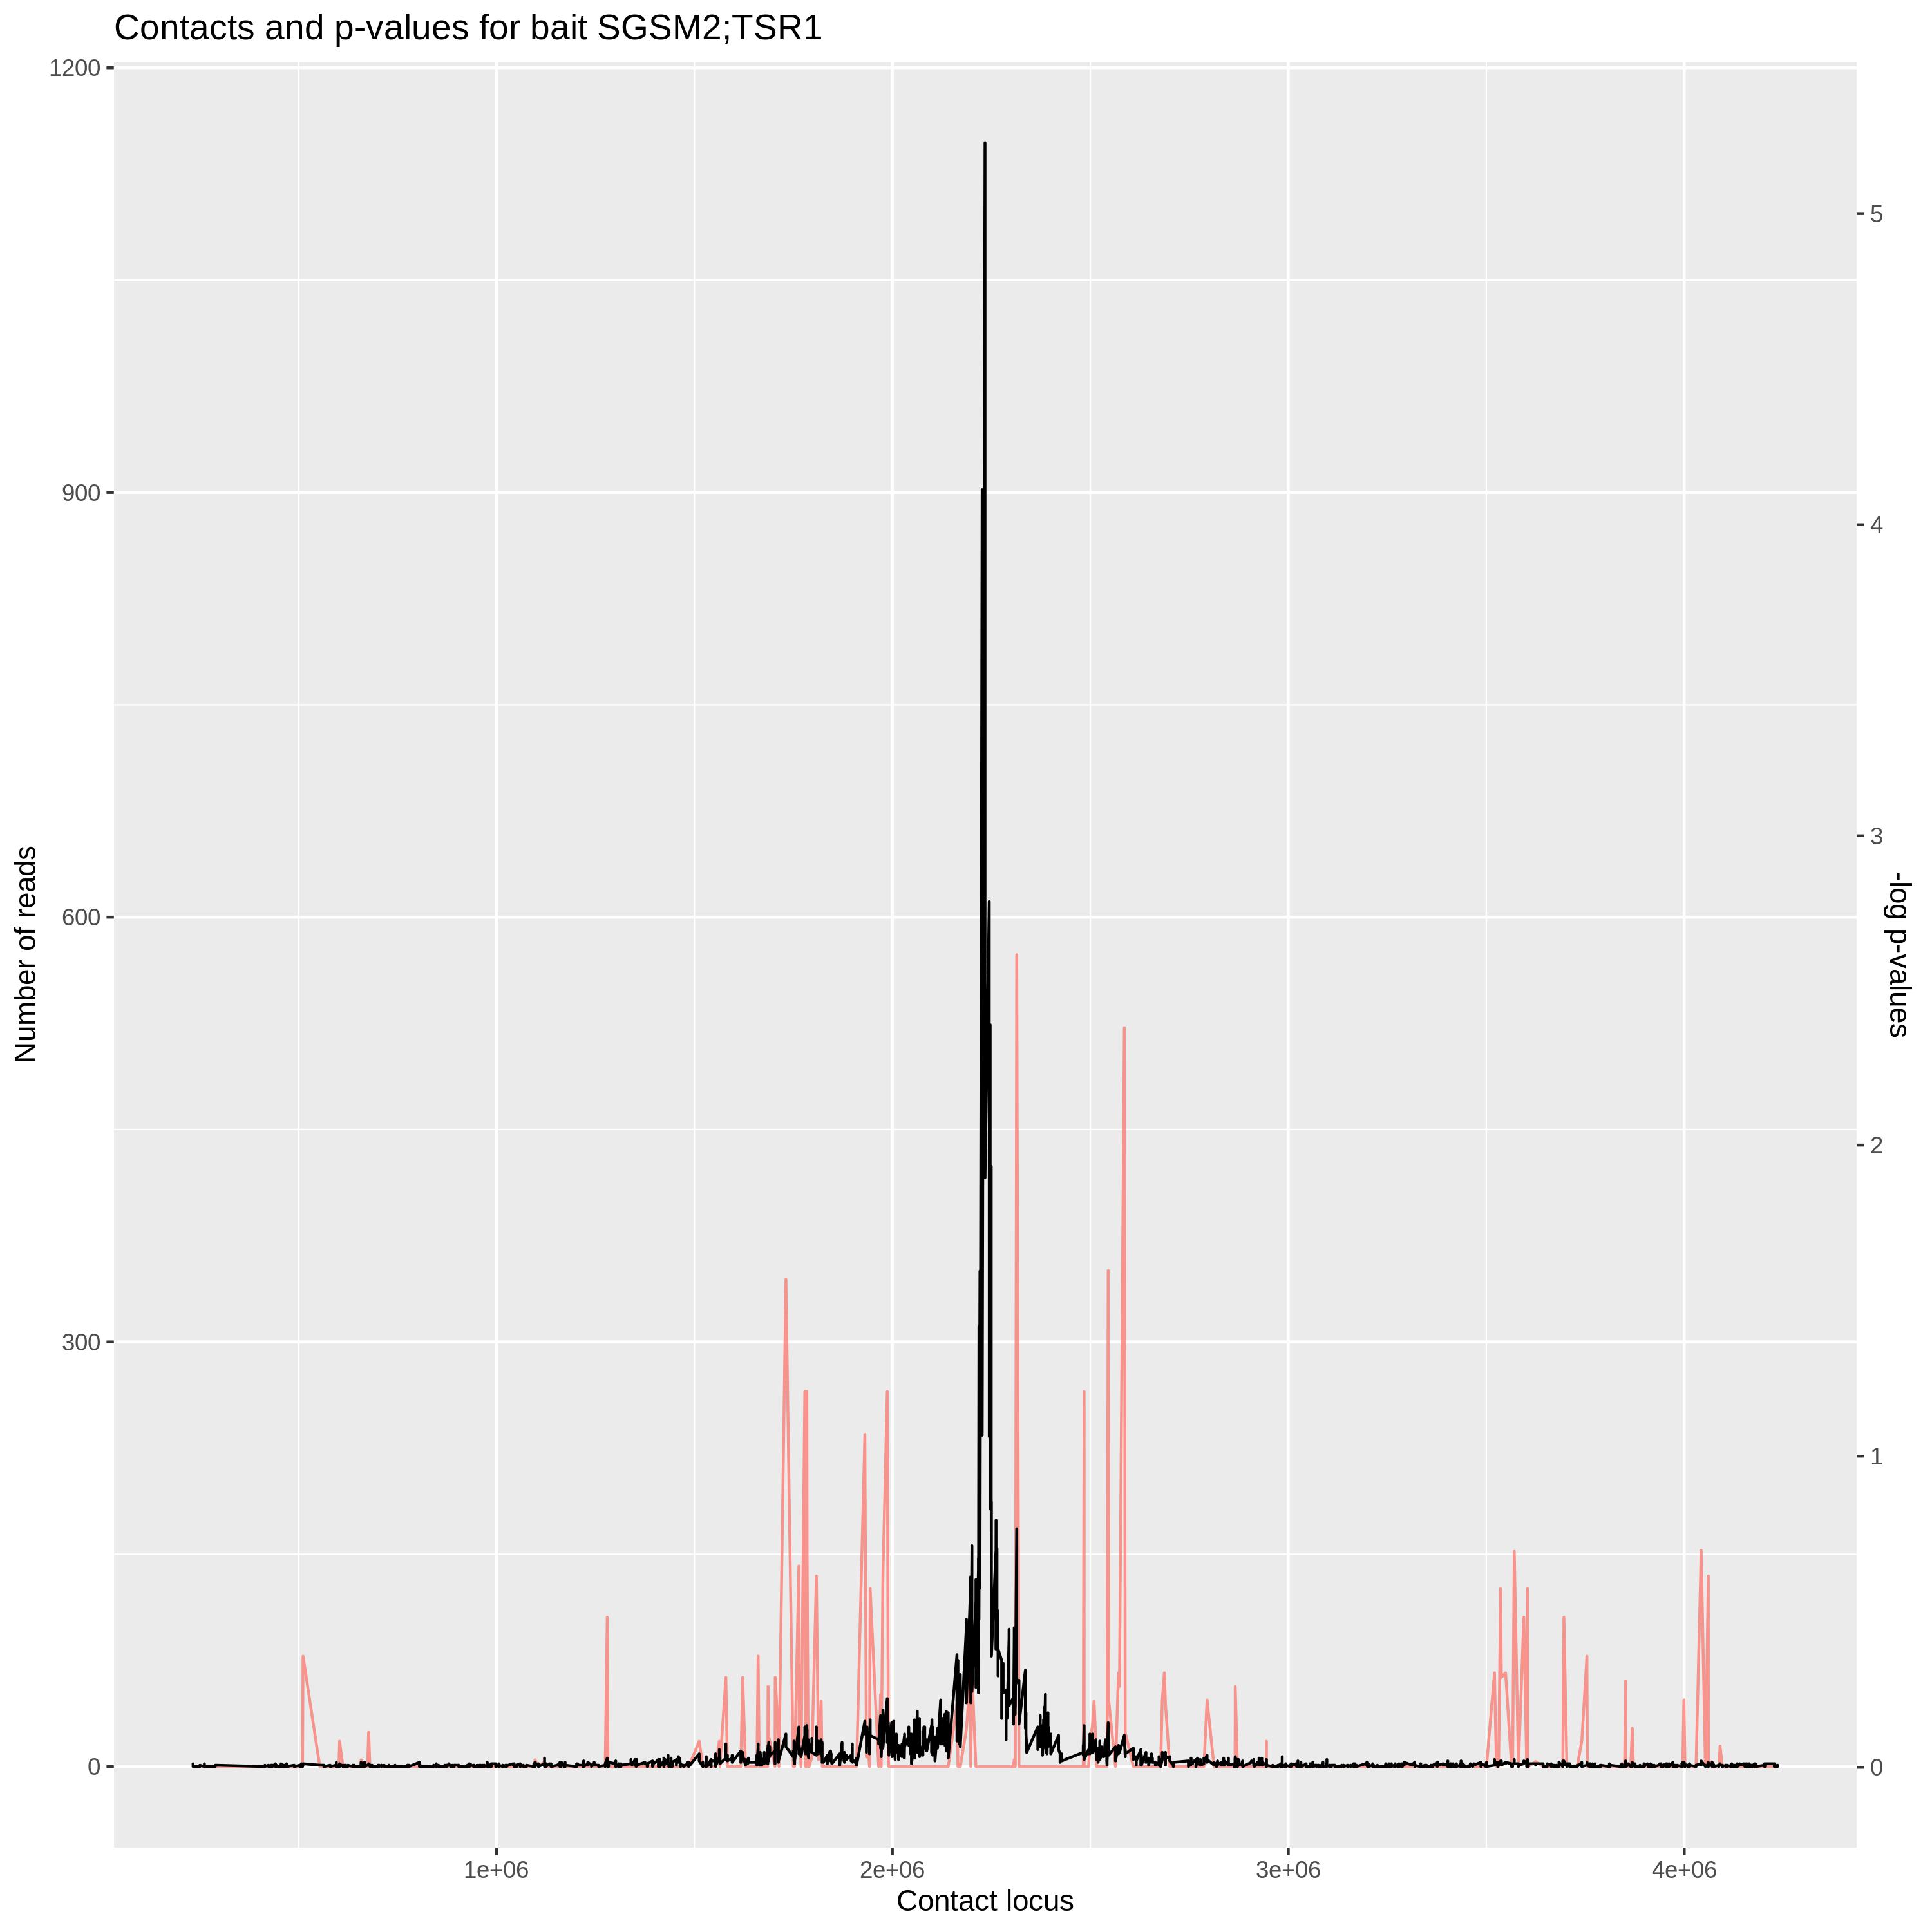 Contacts and p-values for bait SGSM2;TSR1
1200
900
600
300
0
Number of reads
5
4
3
2
1
0
-log p-values
1e+06
2e+06
3e+06
4e+06
Contact locus